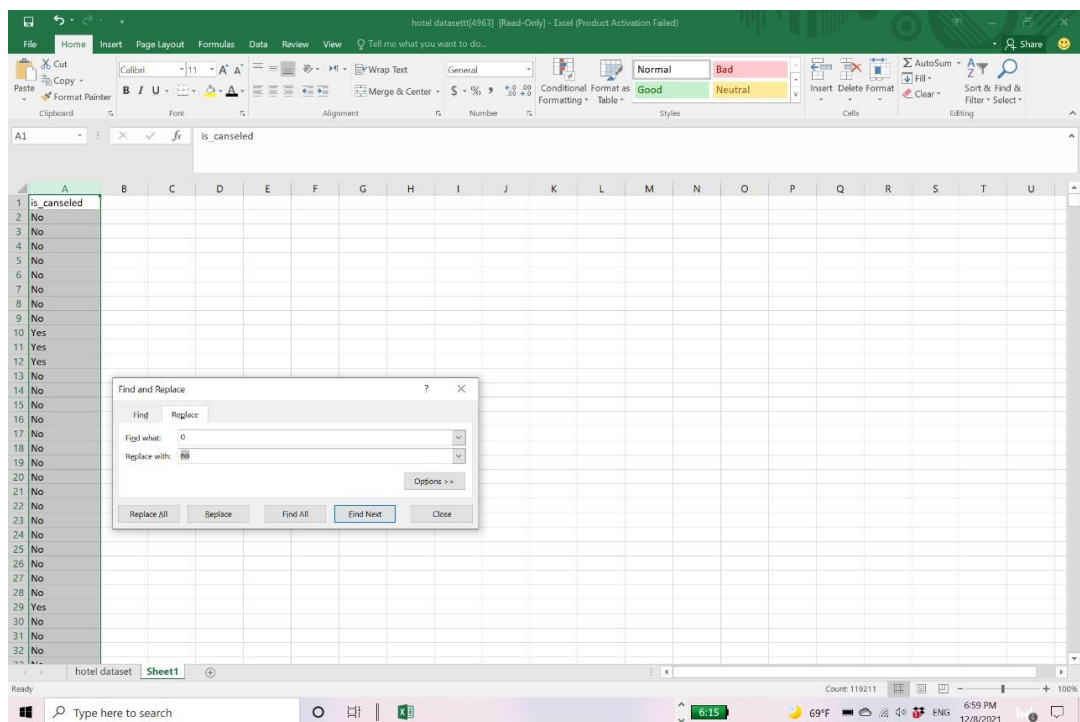 hotel datasettt[4963] [Read-Only] - Excel (Product Activation Failed)
File Home Insert Page Layout Formulas Data Review View Tell me what you want to do... Share
Cut
Copy
Format Painter
Paste
Clipboard
Calibri 11 A A
B I U A
Font
Wrap Text
Merge & Center
Alignment
General
$ % ,
Number
Conditional Formatting
Format as Table
Normal Bad
Good Neutral
Styles
Insert Delete Format
Cells
AutoSum
Fill
Clear
Sort & Filter
Find & Select
Editing
A1 fx is_canseled
A B C D E F G H I J K L M N O P Q R S T U
1 is_canseled
2 No
3 No
4 No
5 No
6 No
7 No
8 No
9 No
10 Yes
11 Yes
12 Yes
13 No
14 No
15 No
16 No
17 No
18 No
19 No
20 No
21 No
22 No
23 No
24 No
25 No
26 No
27 No
28 No
29 Yes
30 No
31 No
32 No
Find and Replace ?
Find Replace
Find what: 0
Replace with: no
Options >>
Replace All Replace Find All Find Next Close
hotel dataset Sheet1
Ready Count: 119211 100%
Type here to search 6:15 69°F ENG 6:59 PM
12/8/2021